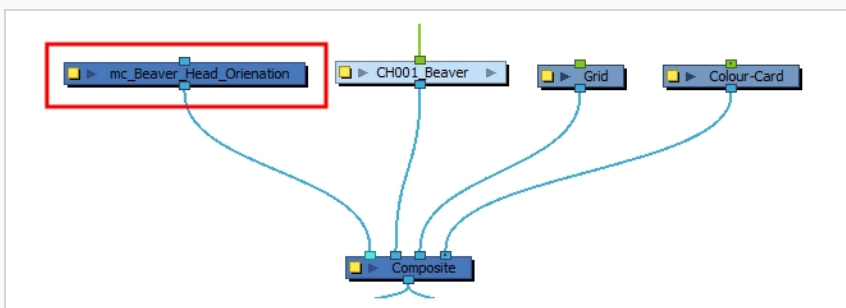 mc_Beaver_Head_Orienation
CH001_Beaver
Grid
Colour-Card
Composite